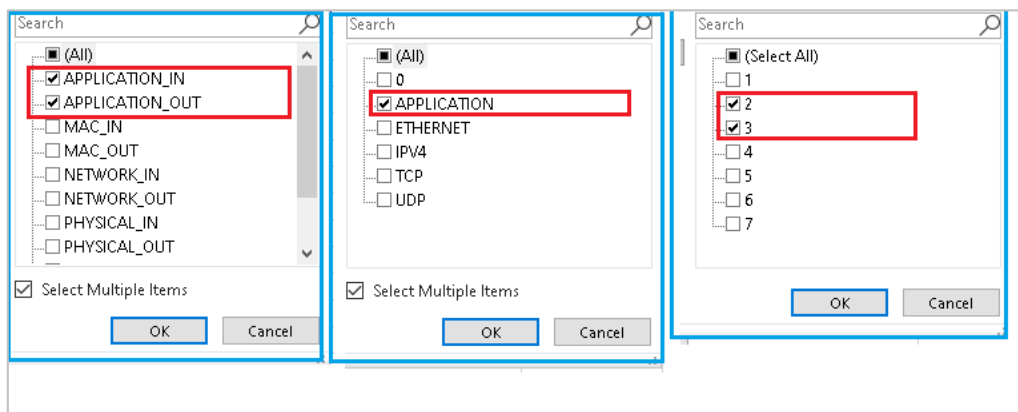 Search
(All)
APPLICATION_IN
APPLICATION_OUT
MAC_IN
MAC_OUT
NETWORK_IN
NETWORK_OUT
PHYSICAL_IN
PHYSICAL_OUT
Select Multiple Items
OK Cancel
Search
(All)
0
APPLICATION
ETHERNET
IPV4
TCP
UDP
Select Multiple Items
OK Cancel
Search
(Select All)
1
2
3
4
5
6
7
OK Cancel